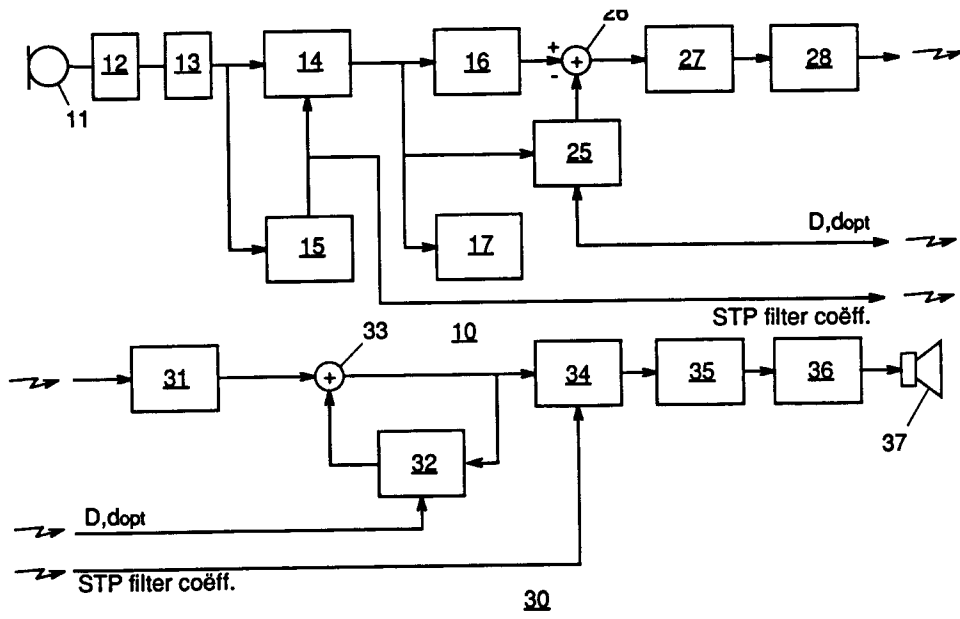 26
12 13 14 16 + + 27 28
-
11
25
15 17
D,dopt
STP filter coëff.
10
33
31 + 34 35 36
32
37
D,dopt
STP filter coëff.
30